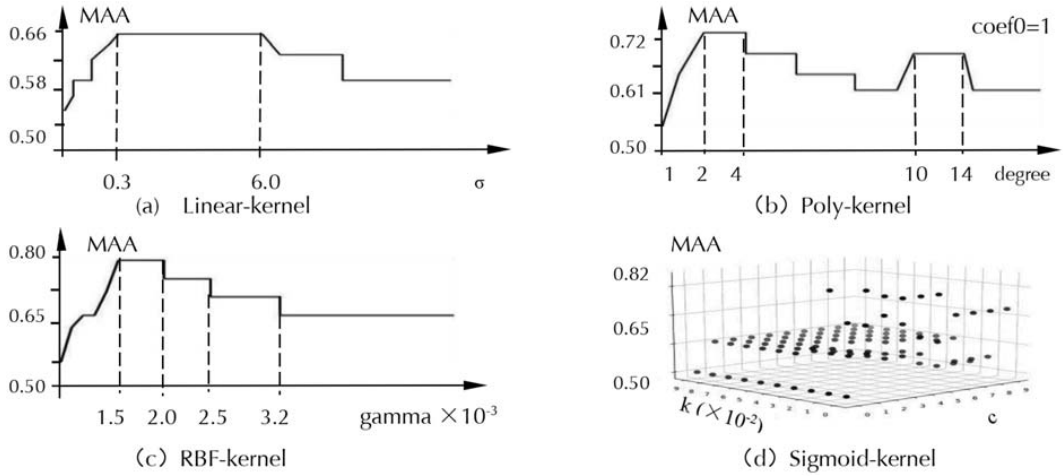 MAA
0.66
0.58
0.50
0.3 6.0 σ
(a) Linear-kernel
MAA
coef0=1
0.72
0.61
0.50
1 2 4 10 14 degree
(b) Poly-kernel
MAA
0.80
0.65
0.50
1.5 2.0 2.5 3.2 gamma ×10⁻³
(c) RBF-kernel
MAA
0.82
0.65
0.50
k (×10⁻²)
c
(d) Sigmoid-kernel